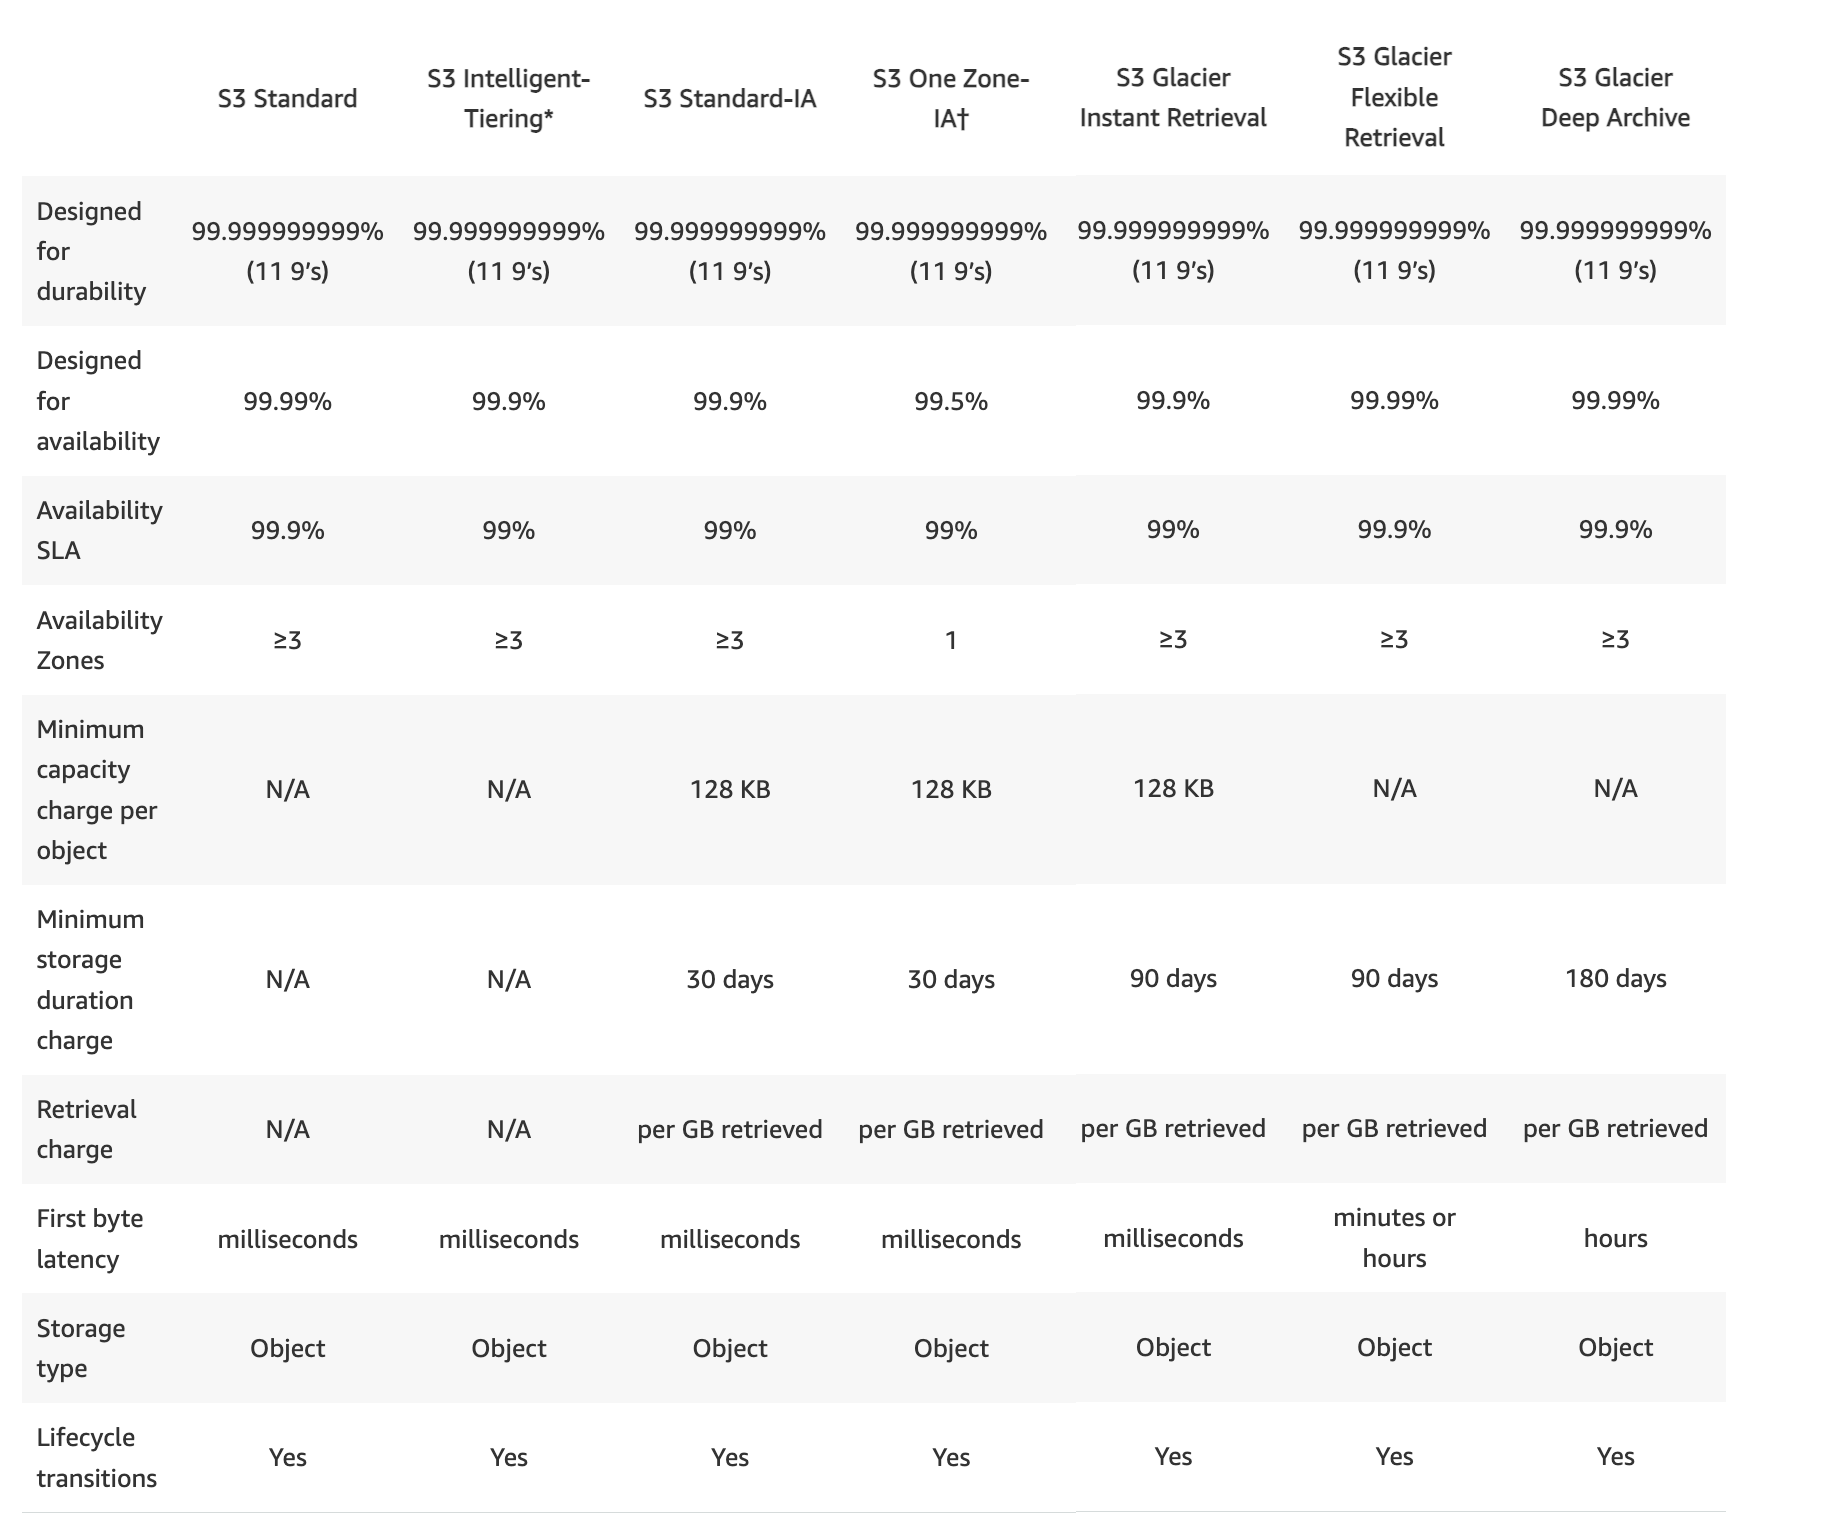 S3 Standard S3 Intelligent-Tiering* S3 Standard-IA S3 One Zone-IA† S3 Glacier Instant Retrieval S3 Glacier Flexible Retrieval S3 Glacier Deep Archive
Designed for durability 99.999999999% (11 9’s) 99.999999999% (11 9’s) 99.999999999% (11 9’s) 99.999999999% (11 9’s) 99.999999999% (11 9’s) 99.999999999% (11 9’s) 99.999999999% (11 9’s)
Designed for availability 99.99% 99.9% 99.9% 99.5% 99.9% 99.99% 99.99%
Availability SLA 99.9% 99% 99% 99% 99% 99.9% 99.9%
Availability Zones ≥3 ≥3 ≥3 1 ≥3 ≥3 ≥3
Minimum capacity charge per object N/A N/A 128 KB 128 KB 128 KB N/A N/A
Minimum storage duration charge N/A N/A 30 days 30 days 90 days 90 days 180 days
Retrieval charge N/A N/A per GB retrieved per GB retrieved per GB retrieved per GB retrieved per GB retrieved
First byte latency milliseconds milliseconds milliseconds milliseconds milliseconds minutes or hours hours
Storage type Object Object Object Object Object Object Object
Lifecycle transitions Yes Yes Yes Yes Yes Yes Yes